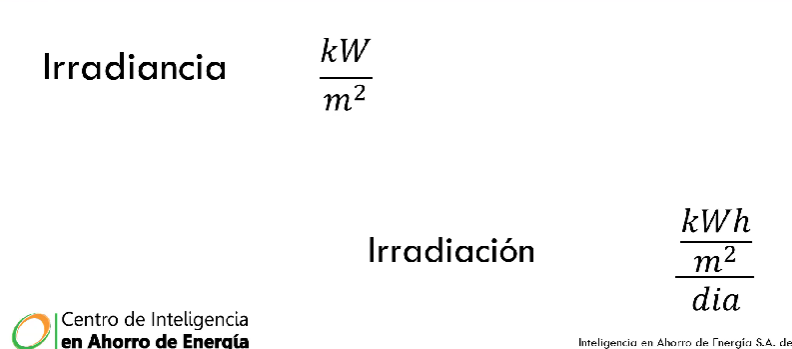 Irradiancia
kW
m²
Irradiación
kWh
m²
dia
Centro de Inteligencia
en Ahorro de Energía
Inteligencia en Ahorro de Energía S.A. de